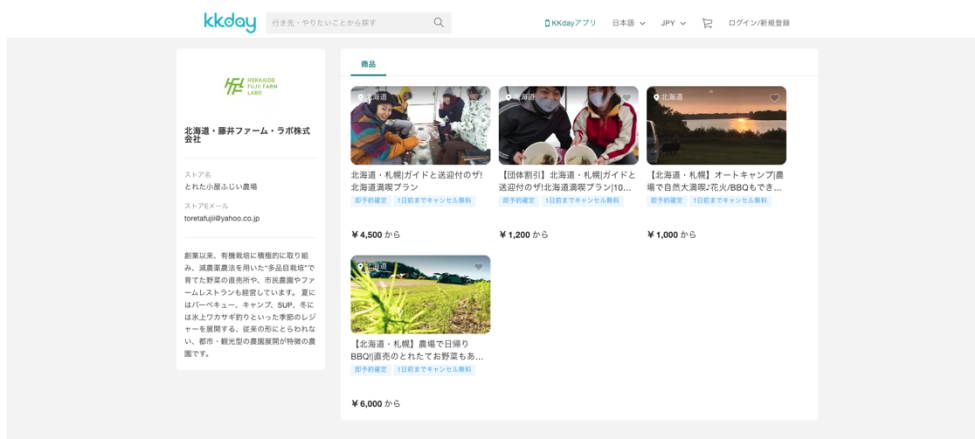 kkday
行き先・やりたいことから探す
KKdayアプリ
日本語
JPY
ログイン/新規登録
HOKKAIDO
FUJII FARM
LABO
北海道・藤井ファーム・ラボ株式
会社
ストア名
とれた小屋ふじい農場
ストアEメール
toretafujii@yahoo.co.jp
創業以来、有機栽培に積極的に取り組
み、減農薬農法を用いた"多品目栽培"で
育てた野菜の直売所や、市民農園やファ
ームレストランも経営しています。 夏に
はバーベキュー、キャンプ、SUP、冬に
は氷上ワカサギ釣りといった季節のレジ
ャーを展開する、従来の形にとらわれな
い、都市・観光型の農園展開が特徴の農
園です。
商品
北海道
北海道・札幌|ガイドと送迎付のザ!
北海道満喫プラン
即予約確定 1日前までキャンセル無料
¥ 4,500 から
北海道
【団体割引】北海道・札幌|ガイドと
送迎付のザ!北海道満喫プラン|10...
即予約確定 1日前までキャンセル無料
¥ 1,200 から
北海道
【北海道・札幌】オートキャンプ|農
場で自然大満喫♪花火/BBQもでき...
即予約確定 1日前までキャンセル無料
¥ 1,000 から
北海道
【北海道・札幌】農場で日帰り
BBQ!|直売のとれたてお野菜もあ...
即予約確定 1日前までキャンセル無料
¥ 6,000 から